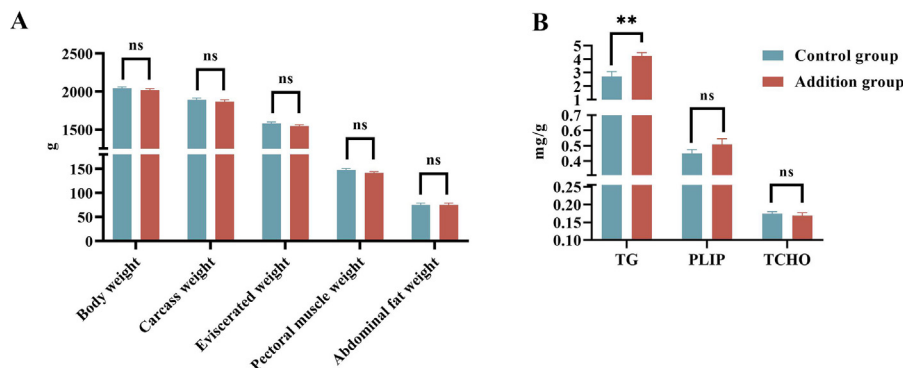 A
ns
ns
ns
ns
ns
2500
2000
1500
150
100
50
0
g
Body weight
Carcass weight
Eviscerated weight
Pectoral muscle weight
Abdominal fat weight
B
**
ns
ns
5
4
3
2
1
0.7
0.6
0.5
0.4
0.25
0.20
0.15
0.10
mg/g
TG
PLIP
TCHO
Control group
Addition group